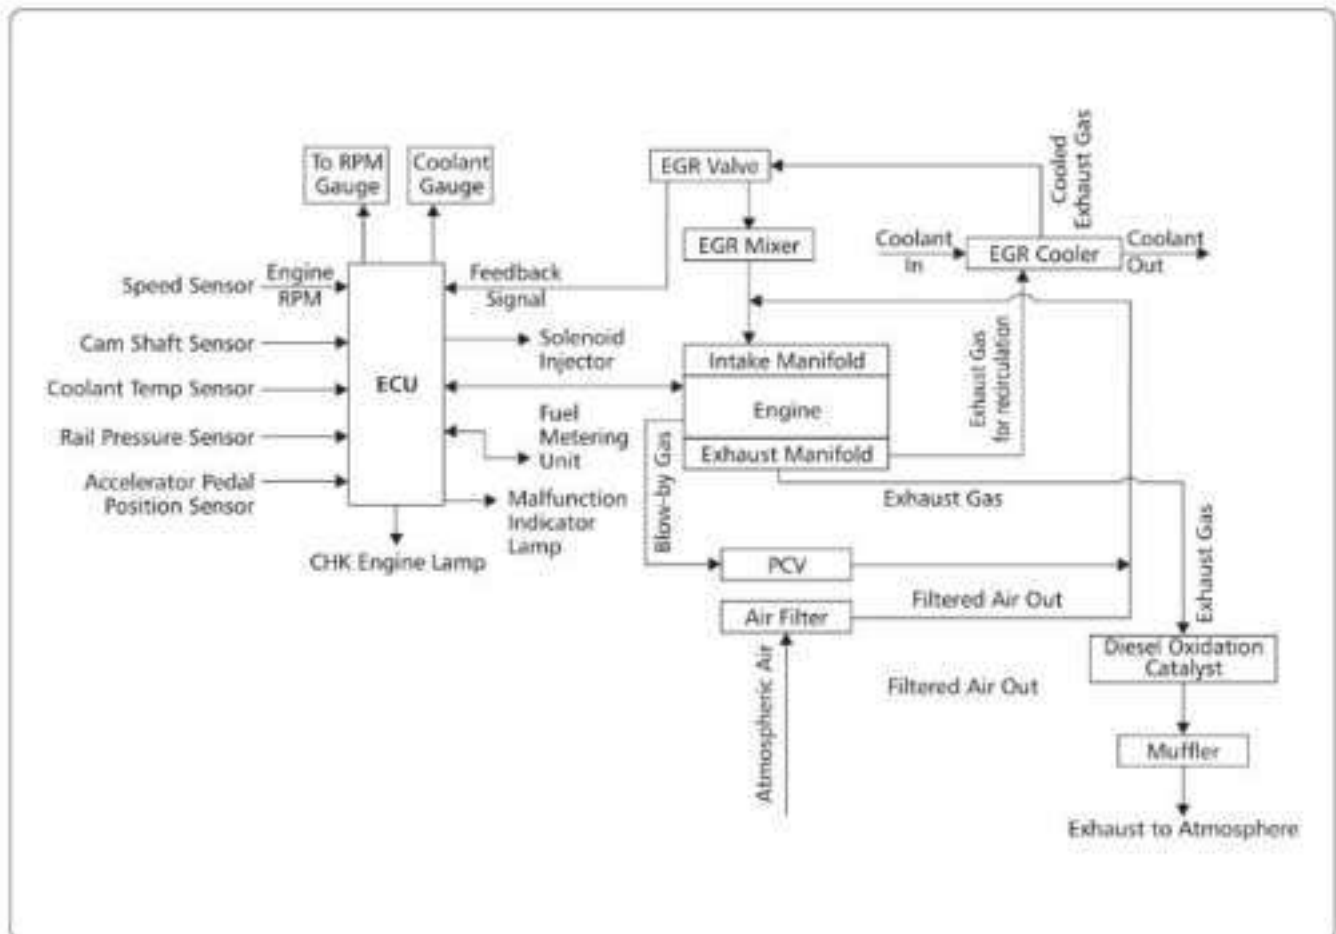 To RPM
Gauge
Coolant
Gauge
EGR Valve
Cooled
Exhaust Gas
EGR Mixer
Coolant
In
EGR Cooler
Coolant
Out
Speed Sensor
Engine
RPM
Feedback
Signal
Cam Shaft Sensor
Solenoid
Injector
Intake Manifold
Exhaust Gas
for recirculation
Coolant Temp Sensor
ECU
Engine
Rail Pressure Sensor
Fuel
Metering
Unit
Exhaust Manifold
Accelerator Pedal
Position Sensor
Malfunction
Indicator
Lamp
Blow-by Gas
Exhaust Gas
Exhaust Gas
CHK Engine Lamp
PCV
Filtered Air Out
Air Filter
Diesel Oxidation
Catalyst
Atmospheric Air
Filtered Air Out
Muffler
Exhaust to Atmosphere